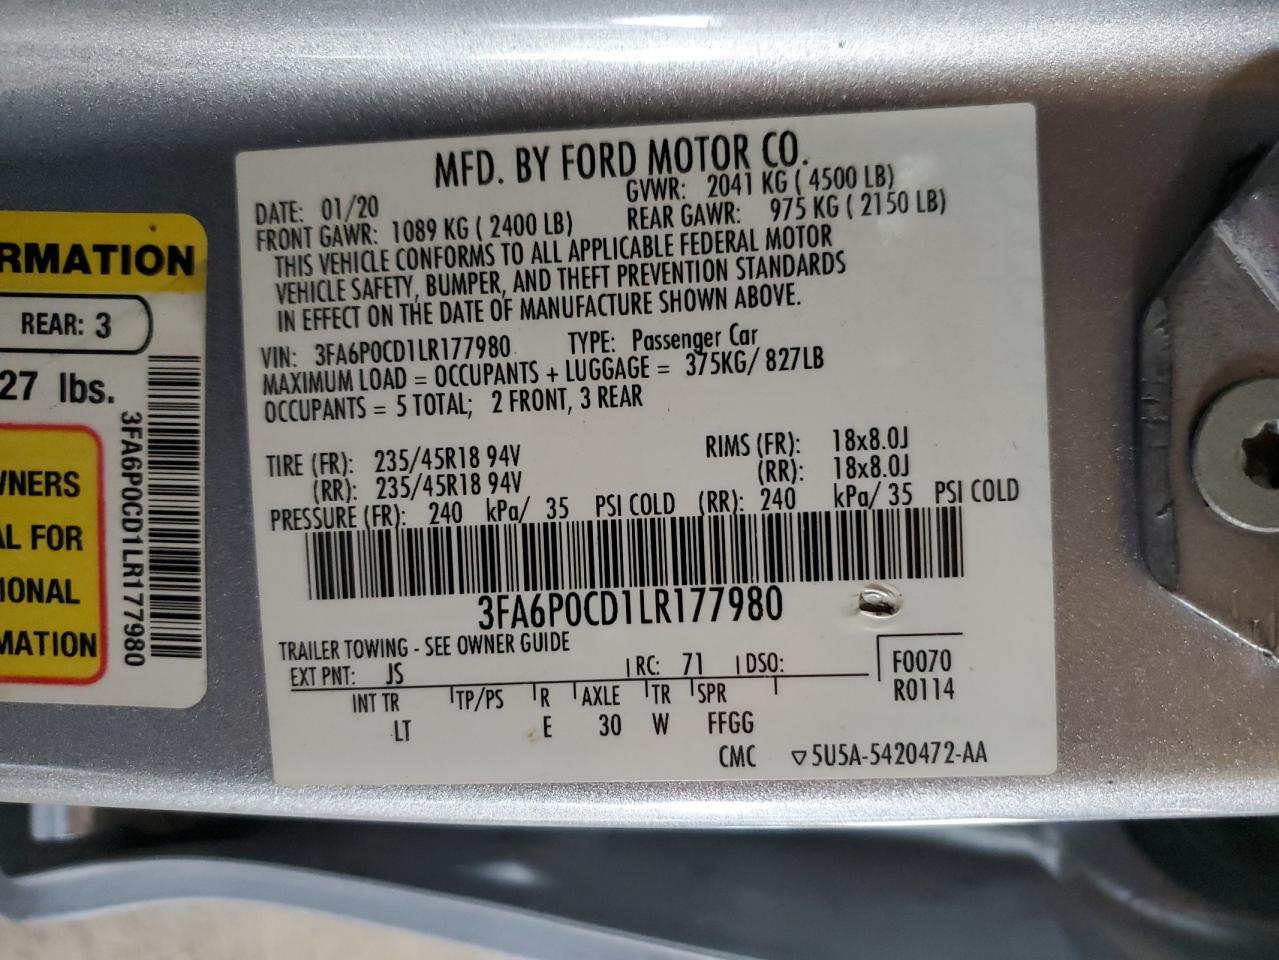 RMATION
REAR: 3
27 lbs.
WNERS
AL FOR
IONAL
MATION
3FA6P0CD1LR177980
MFD. BY FORD MOTOR CO.
DATE: 01/20 GVWR: 2041 KG ( 4500 LB)
FRONT GAWR: 1089 KG ( 2400 LB) REAR GAWR: 975 KG ( 2150 LB)
THIS VEHICLE CONFORMS TO ALL APPLICABLE FEDERAL MOTOR
VEHICLE SAFETY, BUMPER, AND THEFT PREVENTION STANDARDS
IN EFFECT ON THE DATE OF MANUFACTURE SHOWN ABOVE.
VIN: 3FA6P0CD1LR177980 TYPE: Passenger Car
MAXIMUM LOAD = OCCUPANTS + LUGGAGE = 375KG/ 827LB
OCCUPANTS = 5 TOTAL; 2 FRONT, 3 REAR
TIRE (FR): 235/45R18 94V RIMS (FR): 18x8.0J
(RR): 235/45R18 94V (RR): 18x8.0J
PRESSURE (FR): 240 kPa/ 35 PSI COLD (RR): 240 kPa/ 35 PSI COLD
3FA6P0CD1LR177980
TRAILER TOWING - SEE OWNER GUIDE
EXT PNT: JS RC: 71 DSO: F0070
R0114
INT TR TP/PS R AXLE TR SPR
LT E 30 W FFGG
CMC ▽5U5A-5420472-AA